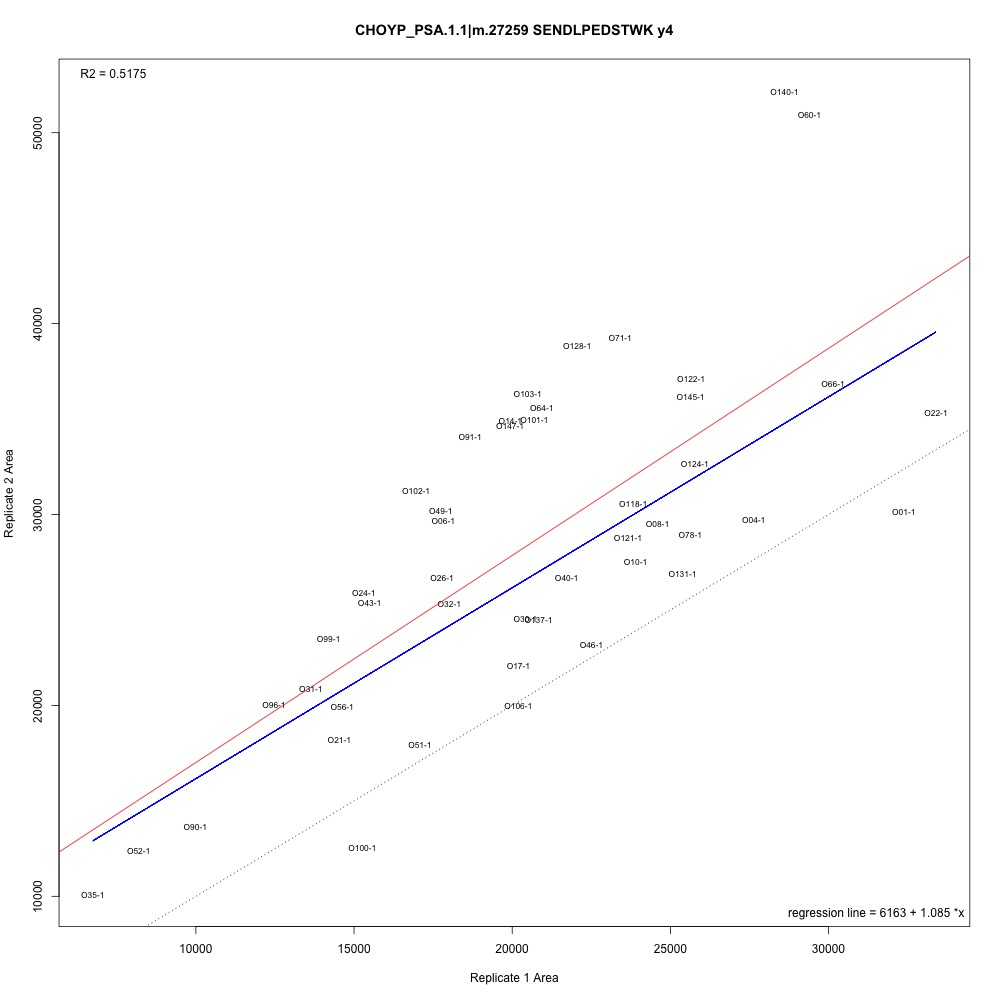 CHOYP_PSA.1.1|m.27259 SENDLPEDSTWK y4
R2 = 0.5175
O140-1
O60-1
50000
O71-1
O128-1
40000
O122-1
O66-1
O103-1
O145-1
O64-1
O22-1
O14-1
O101-1
O147-1
O91-1
O124-1
O102-1
O118-1
O49-1
O01-1
30000
O06-1
O04-1
O08-1
O78-1
O121-1
O10-1
O131-1
O26-1
O40-1
O24-1
O43-1
O32-1
O137-1
O99-1
O46-1
O17-1
O31-1
O96-1
O56-1
O106-1
20000
O21-1
O51-1
O90-1
O52-1
O100-1
O35-1
10000
regression line = 6163 + 1.085 *x
10000 15000 20000 25000 30000
Replicate 1 Area
Replicate 2 Area